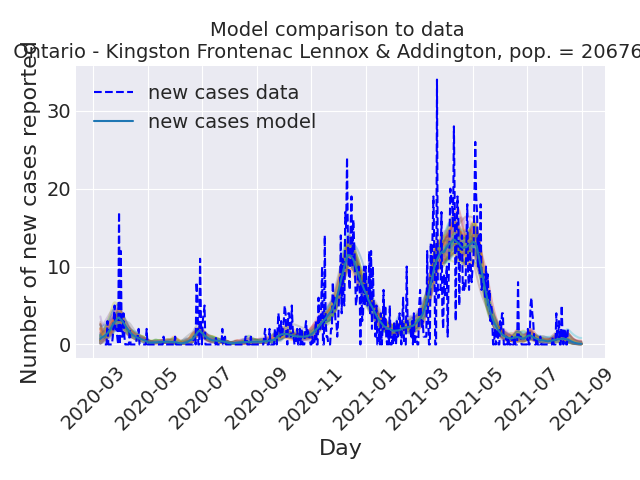 Model comparison to data
Ontario - Kingston Frontenac Lennox & Addington, pop. = 20676
new cases data
new cases model
Number of new cases reported
30
20
10
0
2020-03
2020-05
2020-07
2020-09
2020-11
2021-01
2021-03
2021-05
2021-07
2021-09
Day